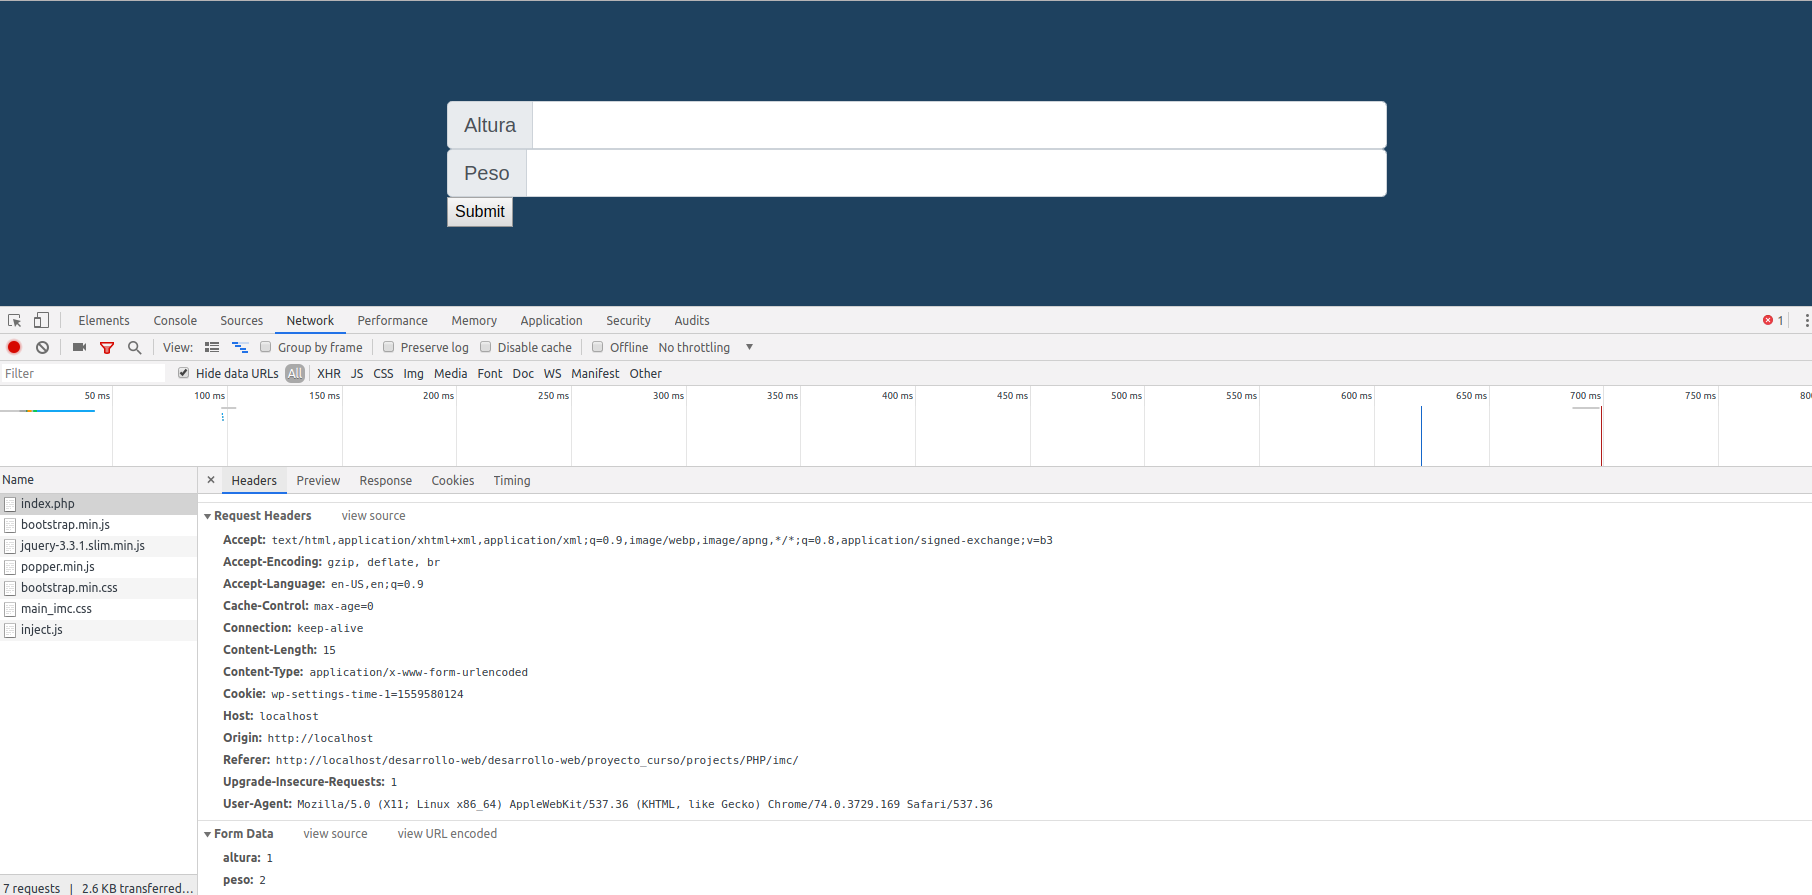 Altura
Peso
Submit
Elements Console Sources Network Performance Memory Application Security Audits 1
View: Group by frame Preserve log Disable cache Offline No throttling
Filter Hide data URLs All XHR JS CSS Img Media Font Doc WS Manifest Other
50 ms 100 ms 150 ms 200 ms 250 ms 300 ms 350 ms 400 ms 450 ms 500 ms 550 ms 600 ms 650 ms 700 ms 750 ms 80
Name
index.php
bootstrap.min.js
jquery-3.3.1.slim.min.js
popper.min.js
bootstrap.min.css
main_imc.css
inject.js
7 requests | 2.6 KB transferred...
× Headers Preview Response Cookies Timing
Request Headers view source
Accept: text/html,application/xhtml+xml,application/xml;q=0.9,image/webp,image/apng,*/*;q=0.8,application/signed-exchange;v=b3
Accept-Encoding: gzip, deflate, br
Accept-Language: en-US,en;q=0.9
Cache-Control: max-age=0
Connection: keep-alive
Content-Length: 15
Content-Type: application/x-www-form-urlencoded
Cookie: wp-settings-time-1=1559580124
Host: localhost
Origin: http://localhost
Referer: http://localhost/desarrollo-web/desarrollo-web/proyecto_curso/projects/PHP/imc/
Upgrade-Insecure-Requests: 1
User-Agent: Mozilla/5.0 (X11; Linux x86_64) AppleWebKit/537.36 (KHTML, like Gecko) Chrome/74.0.3729.169 Safari/537.36
Form Data view source view URL encoded
altura: 1
peso: 2